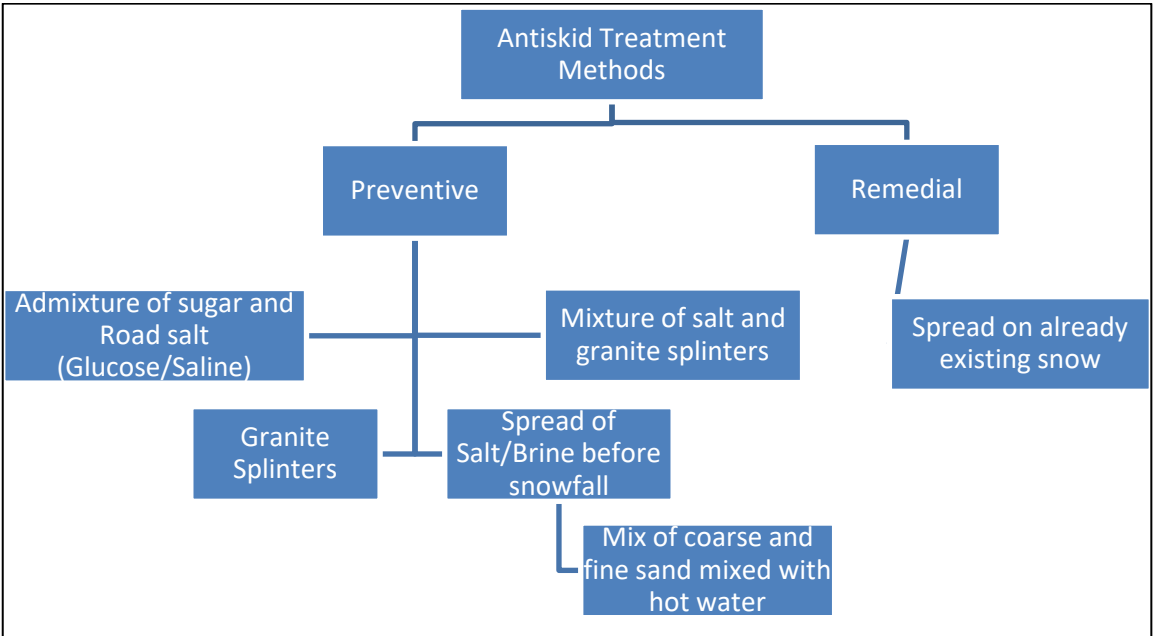 Antiskid Treatment
Methods
Preventive
Remedial
Admixture of sugar and
Road salt
(Glucose/Saline)
Mixture of salt and
granite splinters
Spread on already
existing snow
Granite
Splinters
Spread of
Salt/Brine before
snowfall
Mix of coarse and
fine sand mixed with
hot water